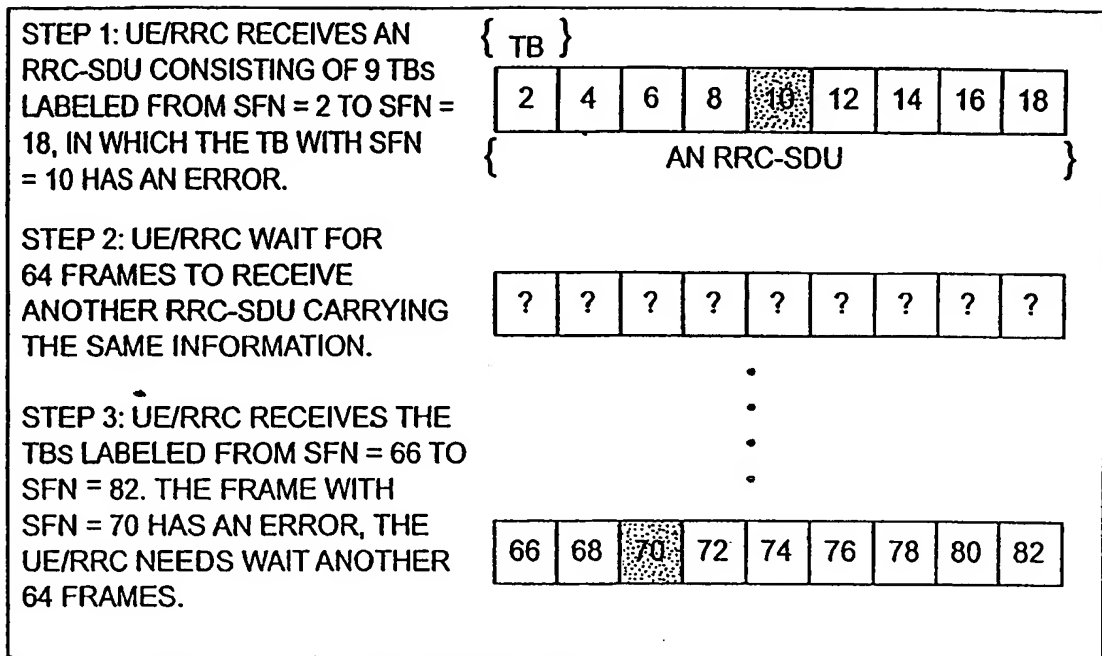 STEP 1: UE/RRC RECEIVES AN
RRC-SDU CONSISTING OF 9 TBs
LABELED FROM SFN = 2 TO SFN =
18, IN WHICH THE TB WITH SFN
= 10 HAS AN ERROR.
{ TB }
2 4 6 8 10 12 14 16 18
{ AN RRC-SDU }
STEP 2: UE/RRC WAIT FOR
64 FRAMES TO RECEIVE
ANOTHER RRC-SDU CARRYING
THE SAME INFORMATION.
? ? ? ? ? ? ? ? ?
STEP 3: UE/RRC RECEIVES THE
TBs LABELED FROM SFN = 66 TO
SFN = 82. THE FRAME WITH
SFN = 70 HAS AN ERROR, THE
UE/RRC NEEDS WAIT ANOTHER
64 FRAMES.
66 68 70 72 74 76 78 80 82